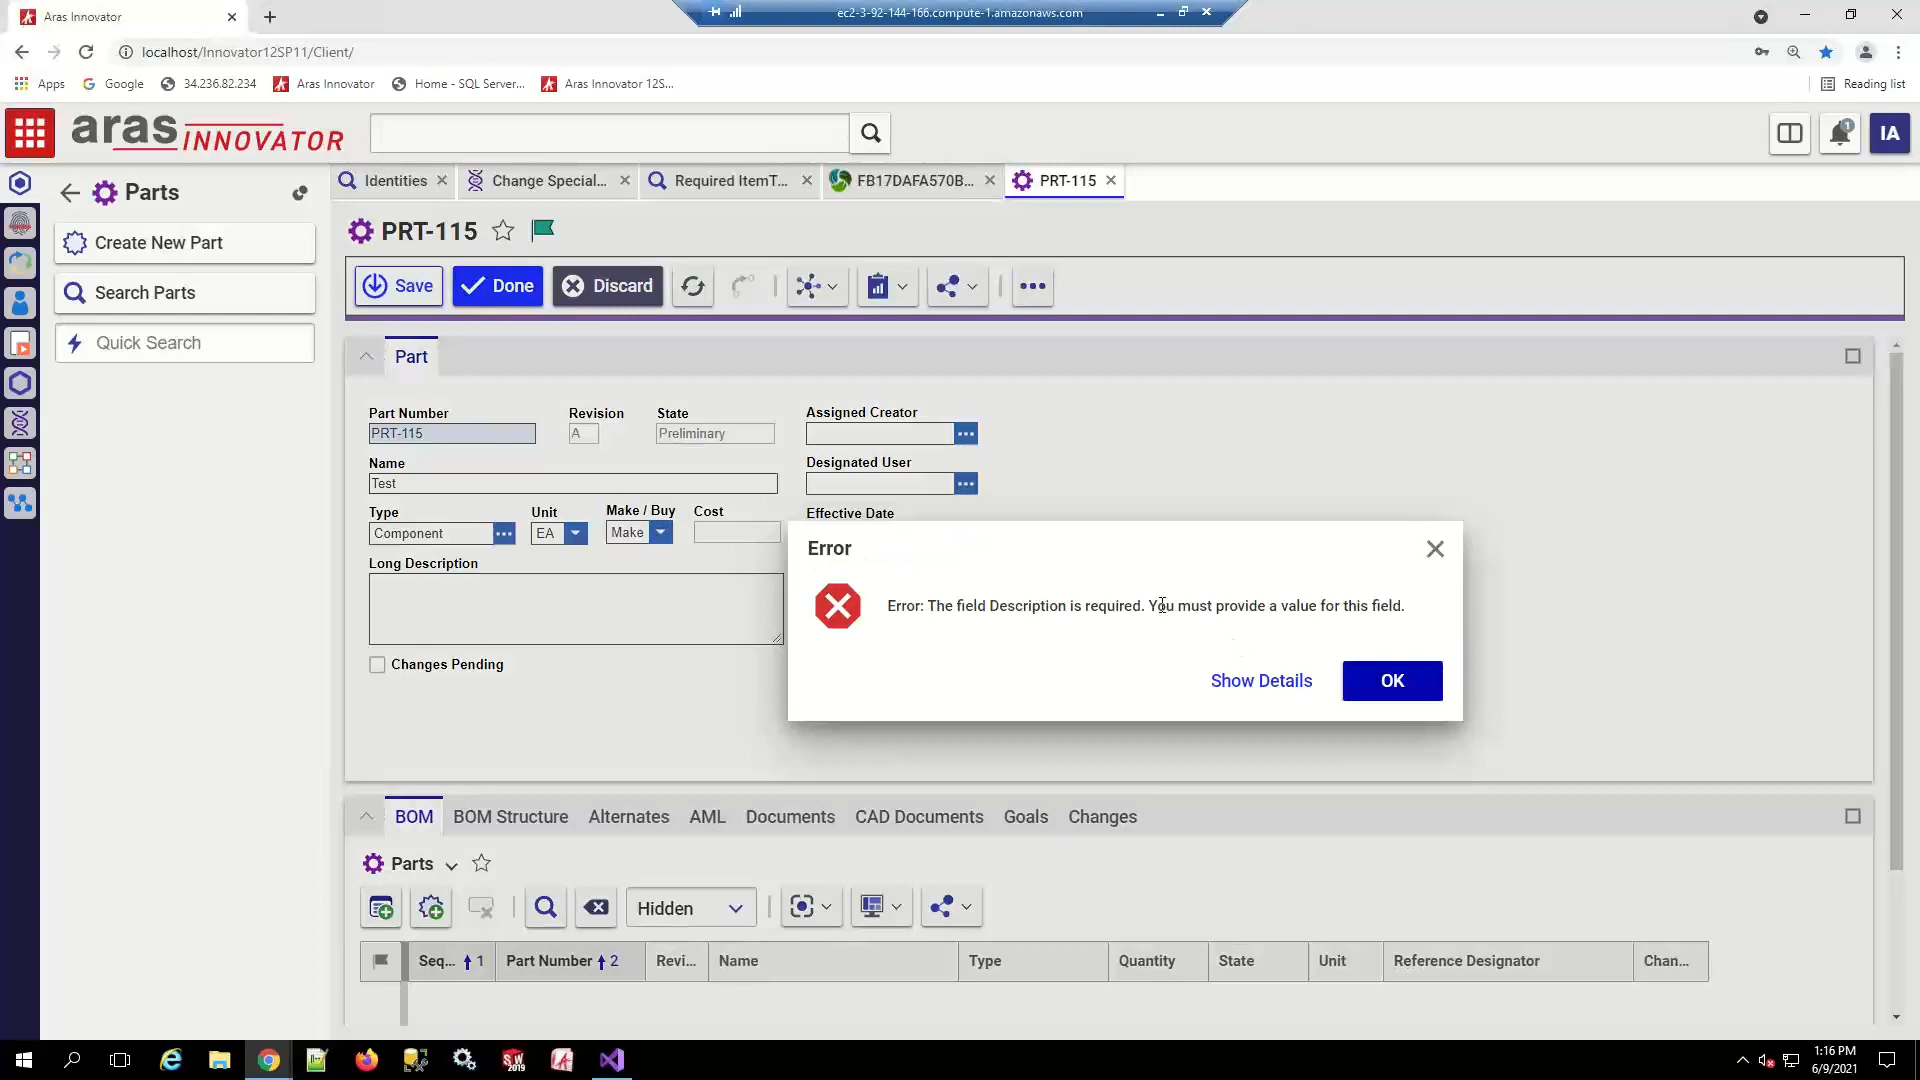 Aras Innovator
ec2-3-92-144-166.compute-1.amazonaws.com
localhost/Innovator12SP11/Client/
Apps
Google
34.236.82.234
Aras Innovator
Home - SQL Server...
Aras Innovator 12S...
Reading list
aras INNOVATOR
1
IA
Parts
Identities
Change Special...
Required ItemT...
FB17DAFA570B...
PRT-115
Create New Part
Search Parts
Quick Search
PRT-115
Save
Done
Discard
Part
Part Number
Revision
State
Assigned Creator
PRT-115
A
Preliminary
Name
Designated User
Test
Type
Unit
Make / Buy
Cost
Effective Date
Component
EA
Make
Long Description
Changes Pending
Error
Error: The field Description is required. You must provide a value for this field.
Show Details
OK
BOM
BOM Structure
Alternates
AML
Documents
CAD Documents
Goals
Changes
Parts
Hidden
Seq... 1
Part Number 2
Revi...
Name
Type
Quantity
State
Unit
Reference Designator
Chan...
SW
2019
1:16 PM
6/9/2021